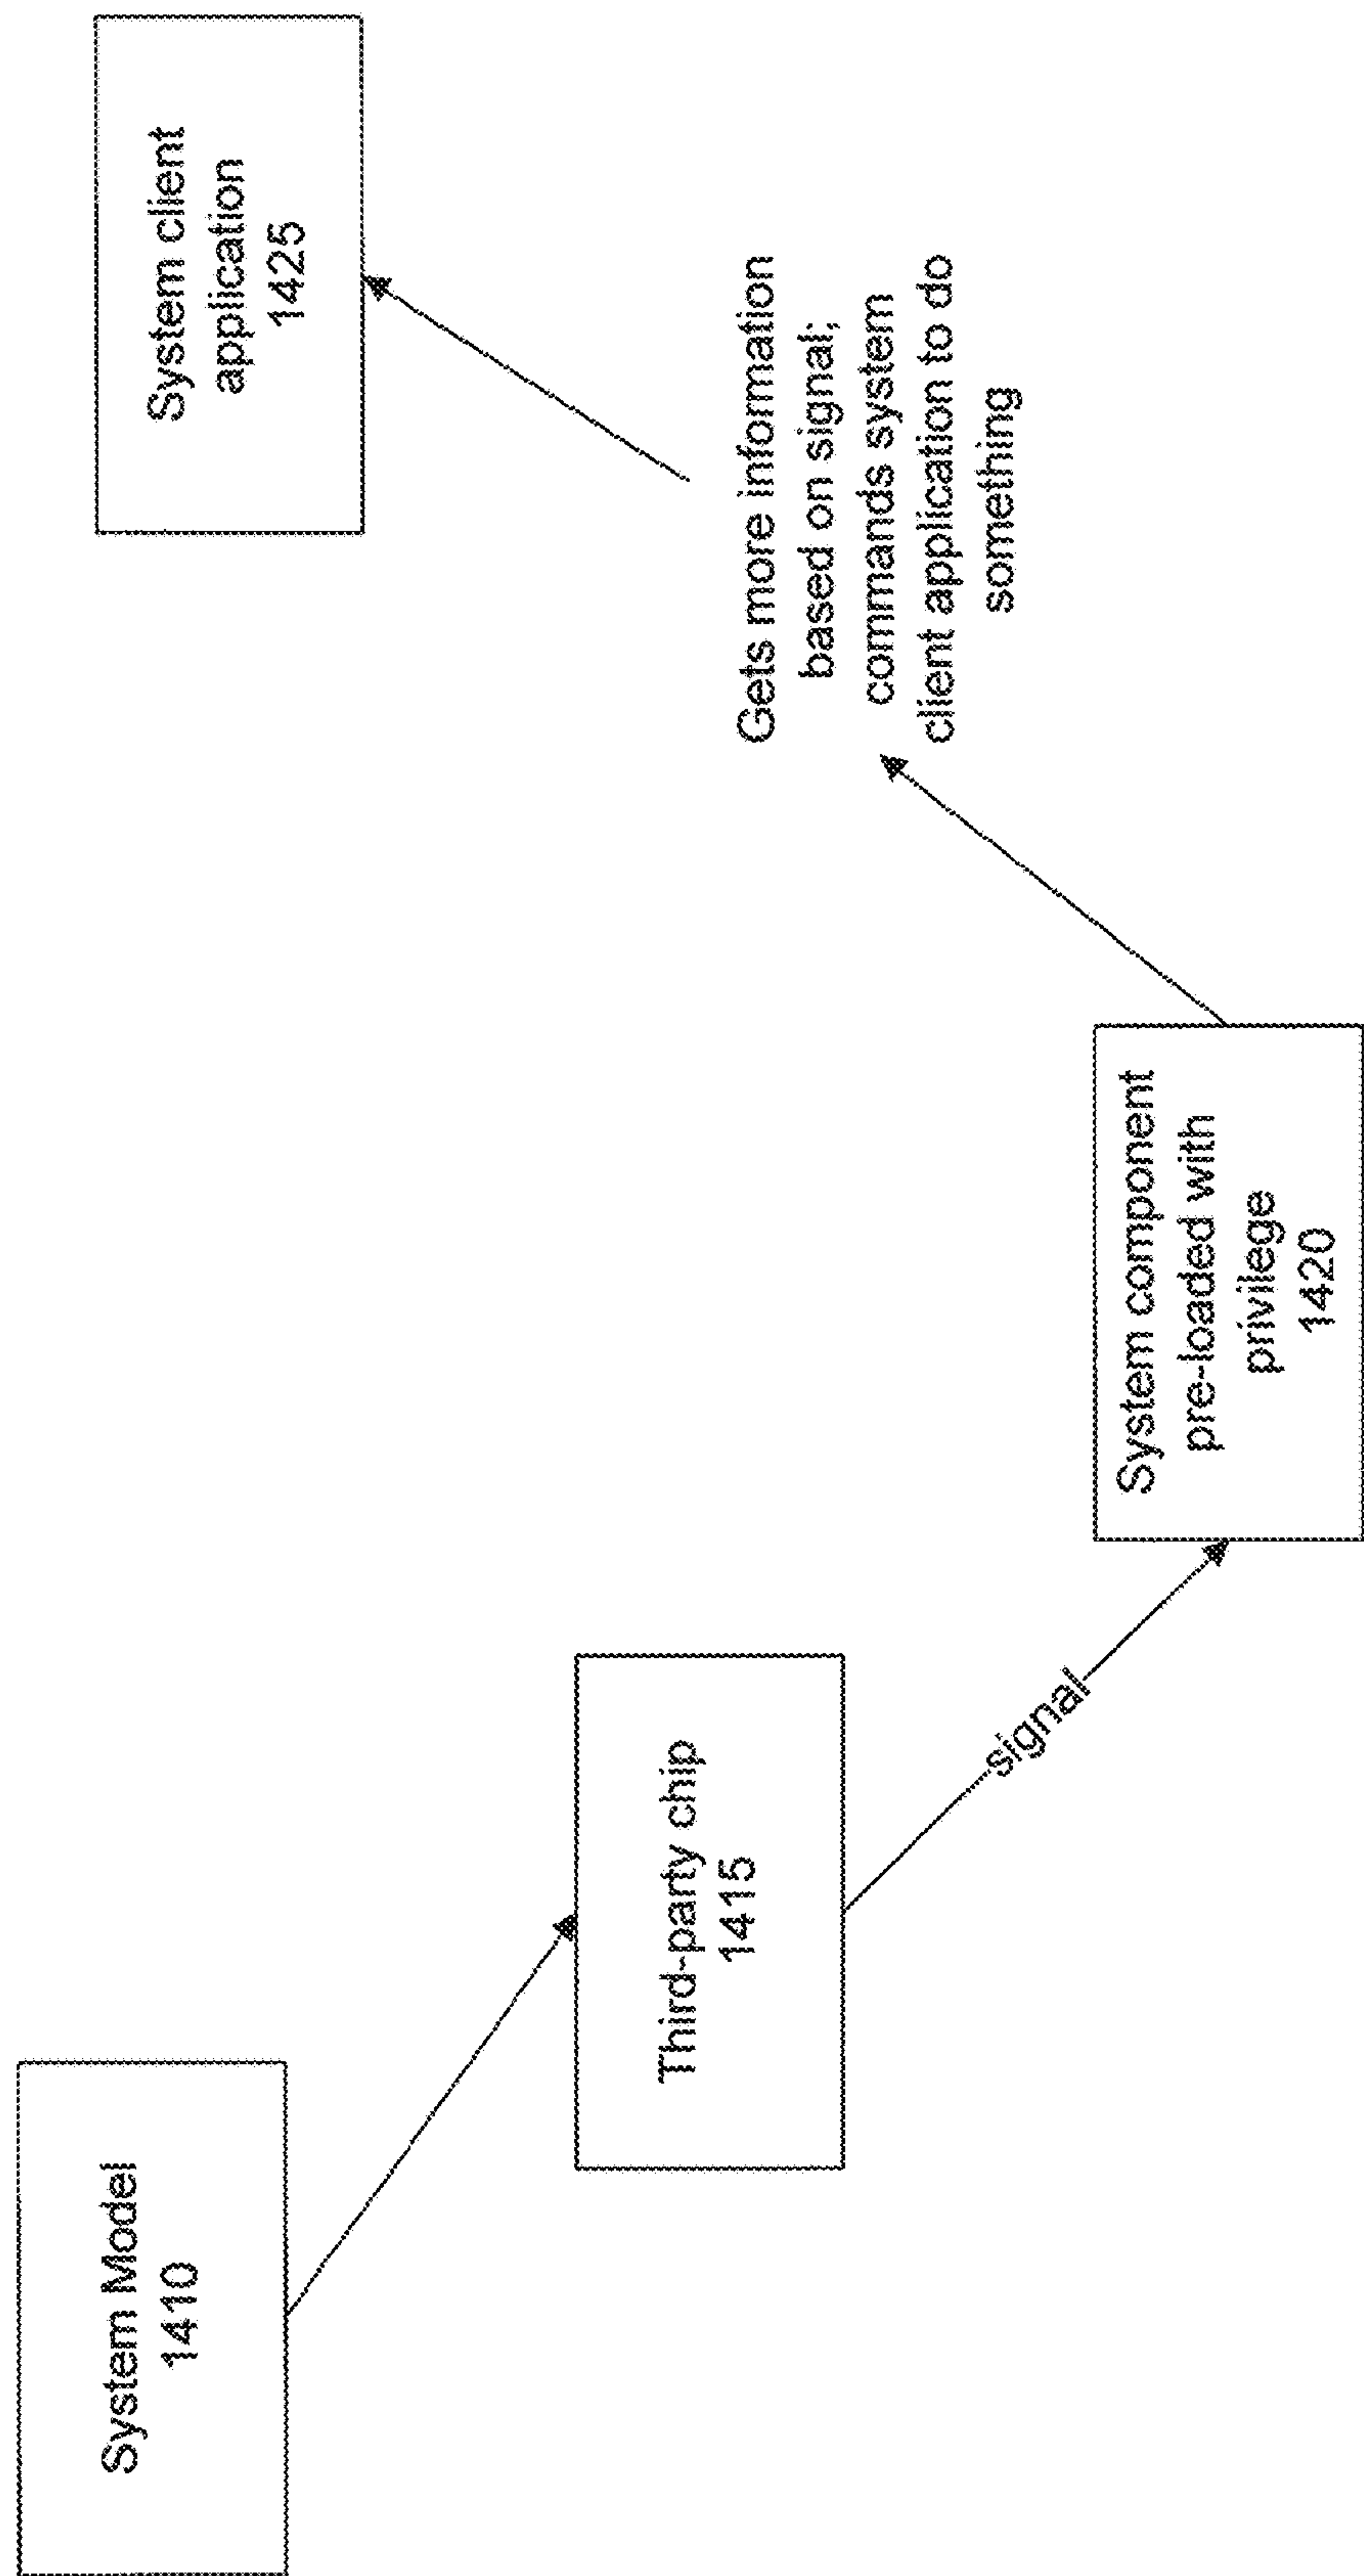 System Model
1410
Third-party chip
1415
signal
System component
pre-loaded with
privilege
1420
Gets more information
based on signal;
commands system
client application to do
something
System client
application
1425